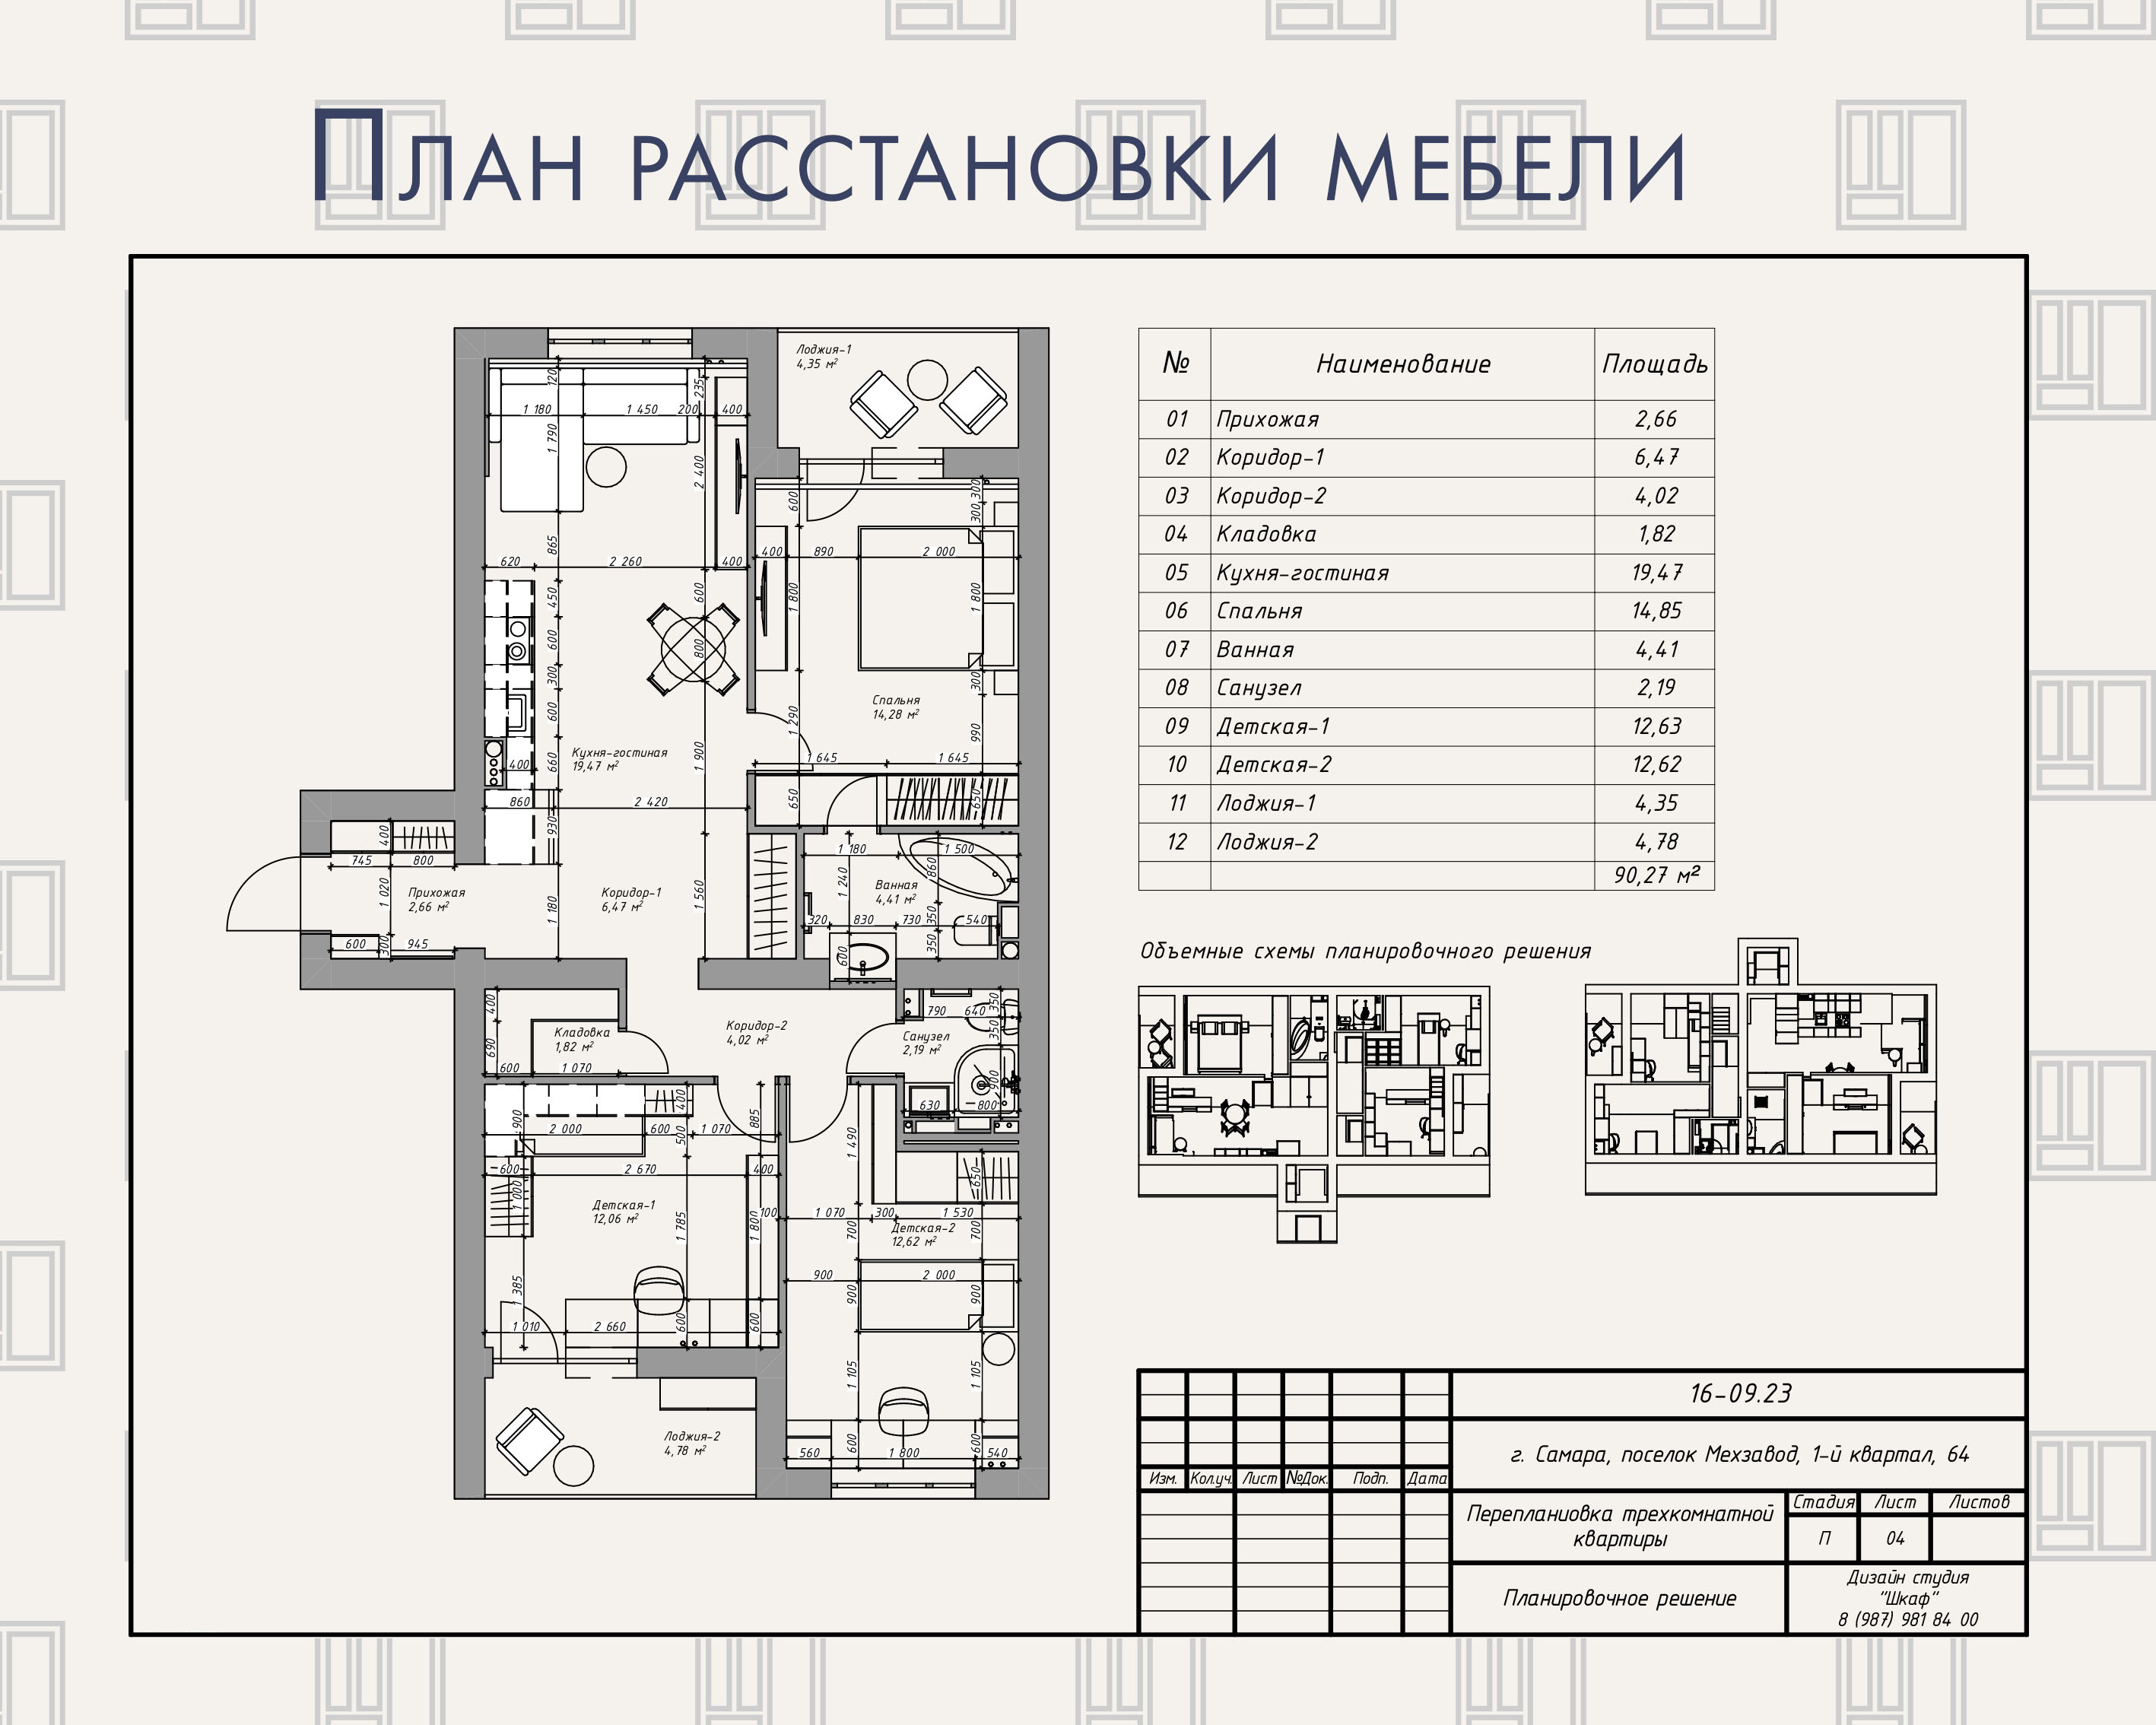 План расстановки мебели
Лоджия-1
4,35 м²
120
235
1 180 1 450 200 400
1 790
2 400
865
620 2 260 400
450
600
600
300
800
600
660
400
1 900
Кухня-гостиная
19,47 м²
860 2 420
930
600
300
300
400 890 2 000
1 800
1 800
300
Спальня
14,28 м²
1 290
990
1 645 1 645
650
650
400
745 800
1 020
Прихожая
2,66 м²
600 300 945
1 180
Коридор-1
6,47 м²
1 560
1 180 1 500
1 240
860
Ванная
4,41 м²
320 830 730 350 540
350
600
400
690
Кладовка
1,82 м²
600 1 070
Коридор-2
4,02 м²
790 640
350
350
Санузел
2,19 м²
900
630 800
900
400
885
2 000 600 500 1 070
600 2 670 400
1 000
Детская-1
12,06 м²
1 785
1 800
100
1 385
1 010 2 660 600 600
1 490
650
1 070 300 1 530
700
700
Детская-2
12,62 м²
900 2 000
900
900
1 105
1 105
600
600
560 1 800 540
Лоджия-2
4,78 м²
№ Наименование Площадь
01 Прихожая 2,66
02 Коридор-1 6,47
03 Коридор-2 4,02
04 Кладовка 1,82
05 Кухня-гостиная 19,47
06 Спальня 14,85
07 Ванная 4,41
08 Санузел 2,19
09 Детская-1 12,63
10 Детская-2 12,62
11 Лоджия-1 4,35
12 Лоджия-2 4,78
90,27 м²
Объемные схемы планировочного решения
16-09.23
г. Самара, поселок Мехзавод, 1-й квартал, 64
Изм. Кол.уч. Лист №Док. Подп. Дата
Перепланиовка трехкомнатной
квартиры
Стадия Лист Листов
П 04
Планировочное решение
Дизайн студия
"Шкаф"
8 (987) 981 84 00